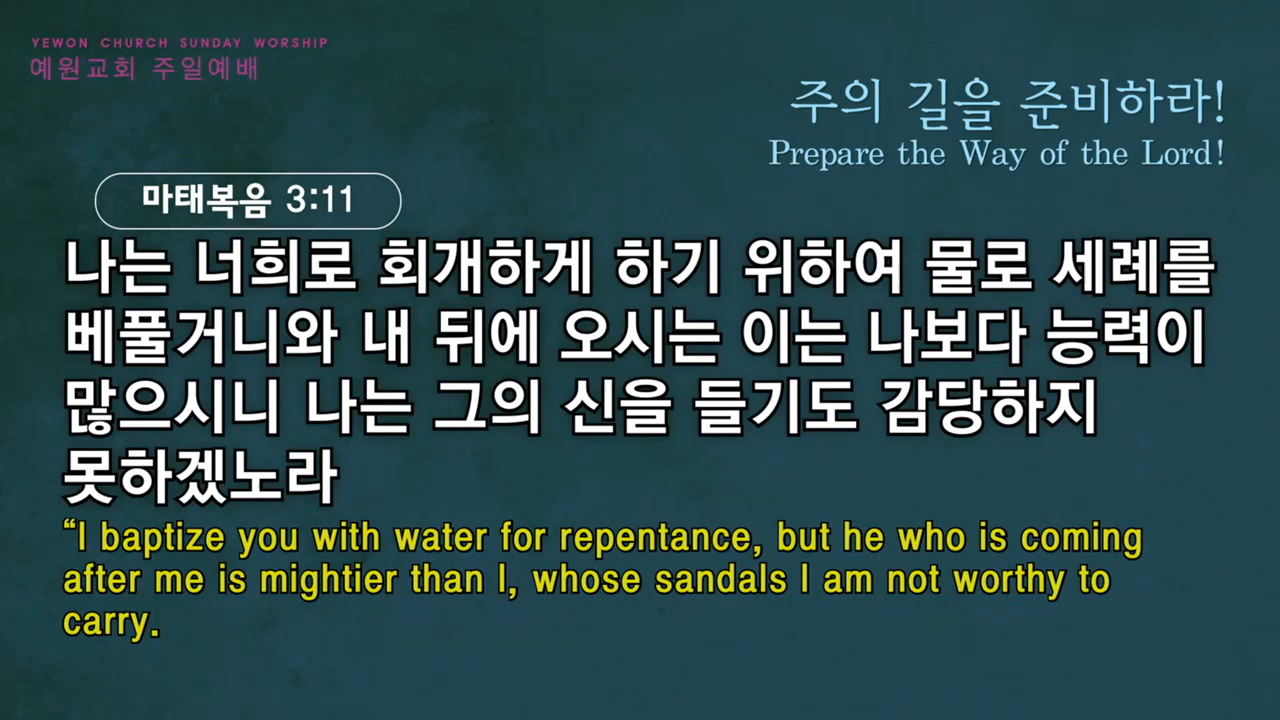 YEWON CHURCH SUNDAY WORSHIP
예원교회 주일예배
주의 길을 준비하라!
Prepare the Way of the Lord!
마태복음 3:11
나는 너희로 회개하게 하기 위하여 물로 세례를
베풀거니와 내 뒤에 오시는 이는 나보다 능력이
많으시니 나는 그의 신을 들기도 감당하지
못하겠노라
“I baptize you with water for repentance, but he who is coming
after me is mightier than I, whose sandals I am not worthy to
carry.